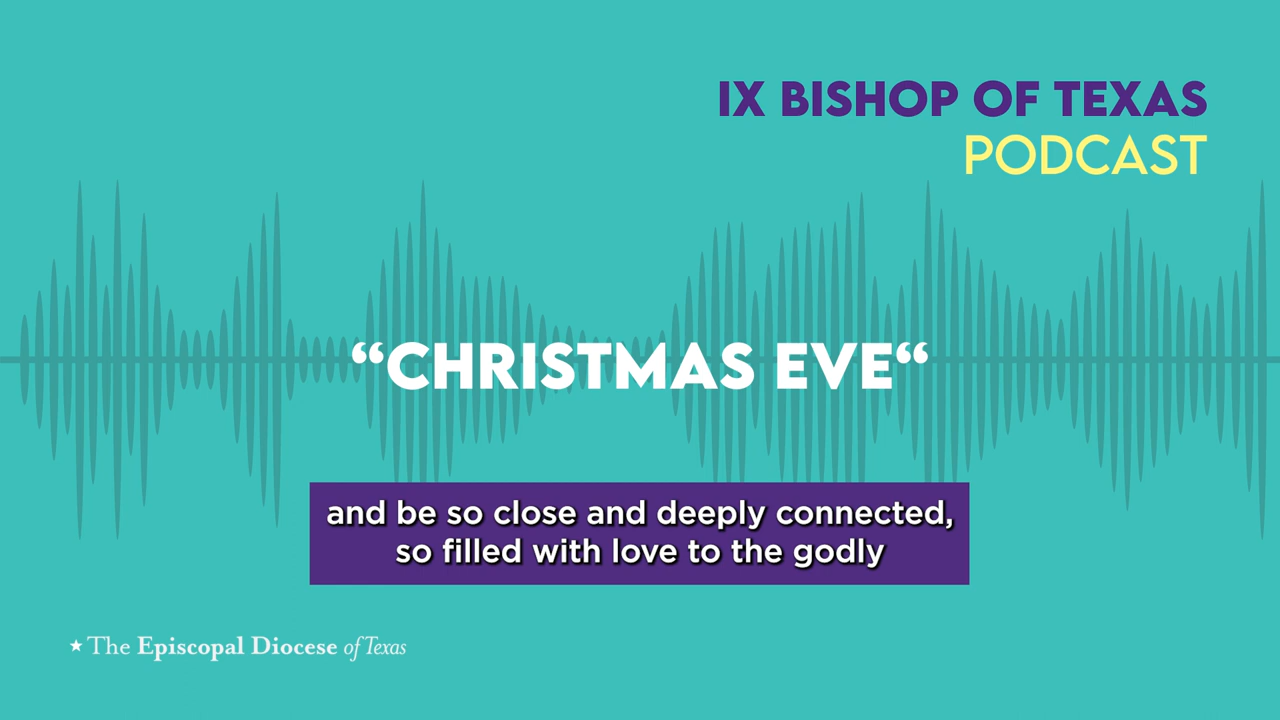 IX BISHOP OF TEXAS
PODCAST
“CHRISTMAS EVE“
and be so close and deeply connected,
so filled with love to the godly
The Episcopal Diocese of Texas